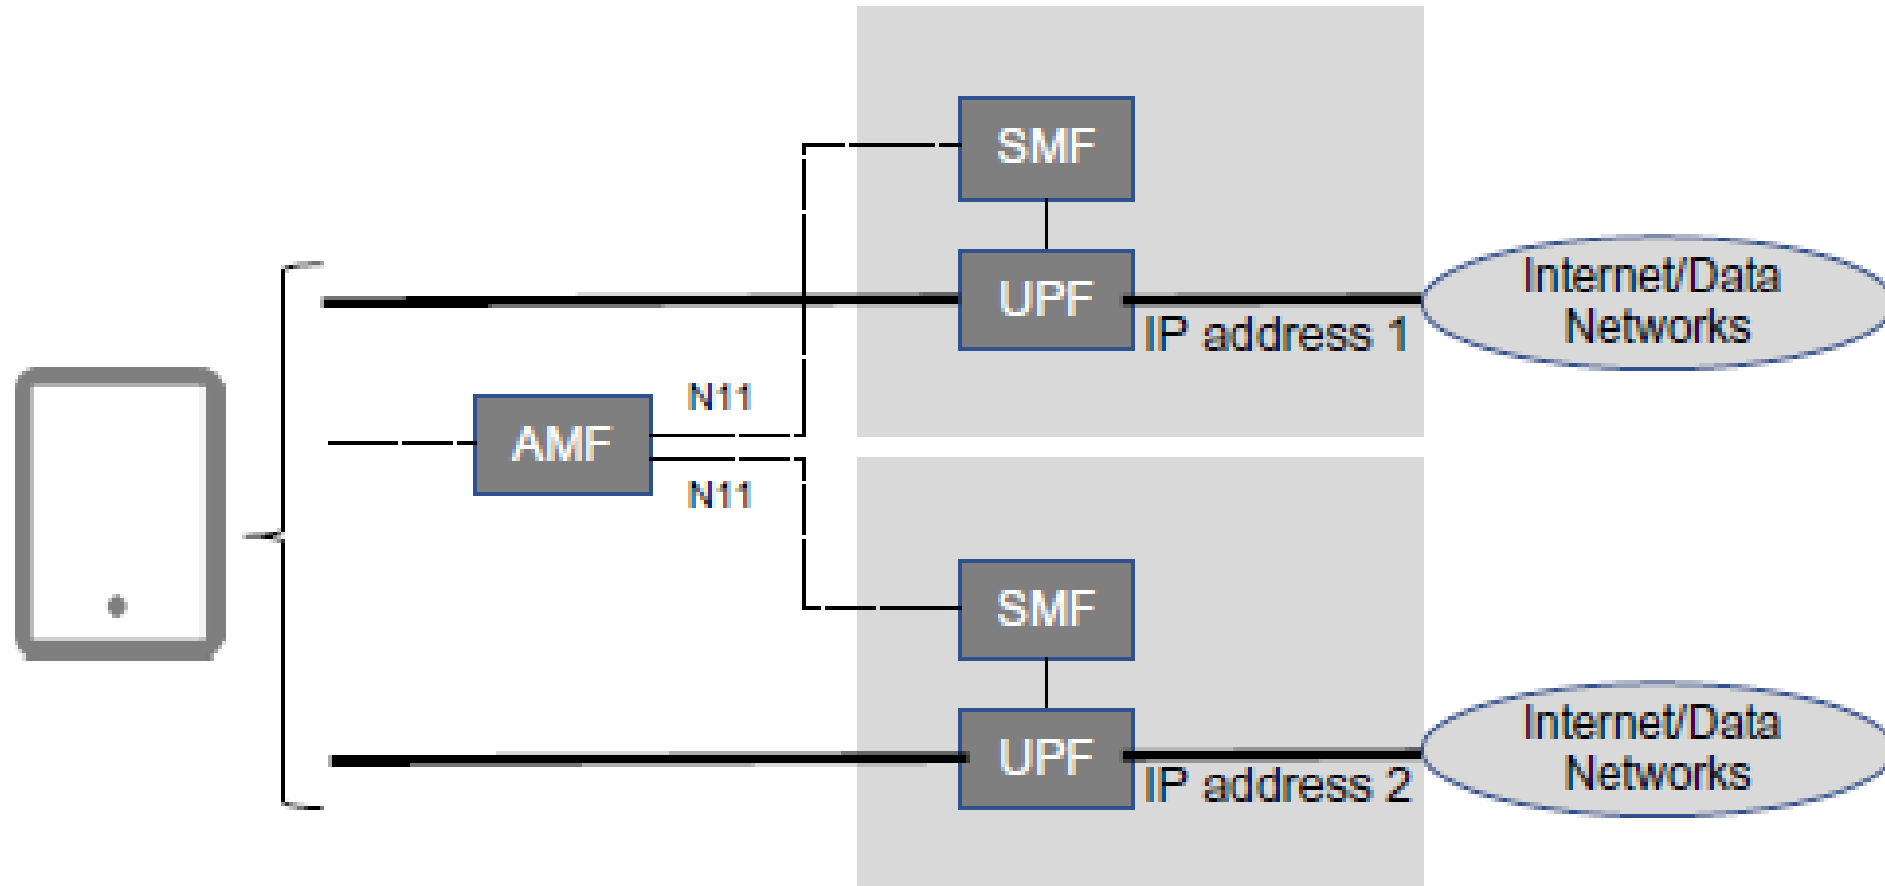 SMF
UPF
IP address 1
Internet/Data
Networks
N11
AMF
N11
SMF
UPF
IP address 2
Internet/Data
Networks